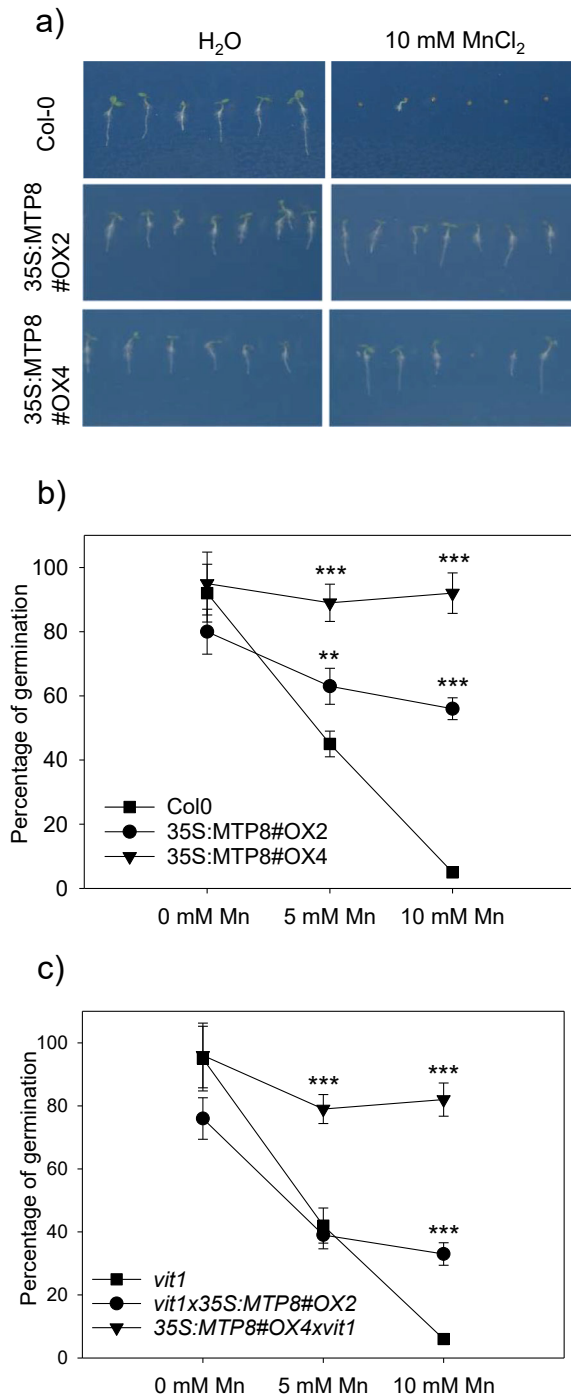 a)
H₂O 10 mM MnCl₂
Col-0
35S:MTP8
#OX2
35S:MTP8
#OX4
b)
Percentage of germination
100
80
60
40
20
0
***
***
**
***
Col0
35S:MTP8#OX2
35S:MTP8#OX4
0 mM Mn 5 mM Mn 10 mM Mn
c)
Percentage of germination
100
80
60
40
20
0
***
***
***
vit1
vit1x35S:MTP8#OX2
35S:MTP8#OX4xvit1
0 mM Mn 5 mM Mn 10 mM Mn